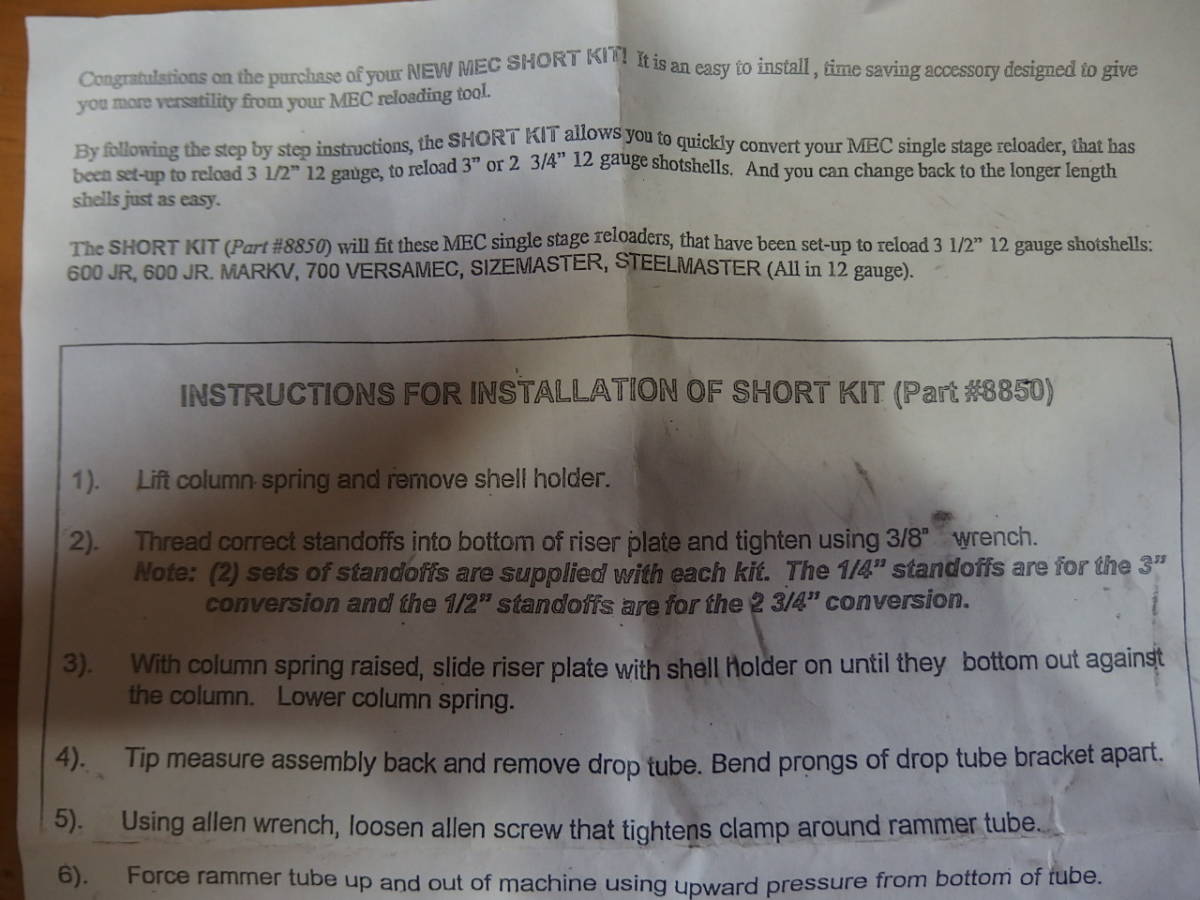 Congratulations on the purchase of your NEW MEC SHORT KIT! It is an easy to install , time saving accessory designed to give
you more versatility from your MEC reloading tool.
By following the step by step instructions, the SHORT KIT allows you to quickly convert your MEC single stage reloader, that has
been set-up to reload 3 1/2” 12 gauge, to reload 3” or 2 3/4” 12 gauge shotshells. And you can change back to the longer length
shells just as easy.
The SHORT KIT (Part #8850) will fit these MEC single stage reloaders, that have been set-up to reload 3 1/2” 12 gauge shotshells:
600 JR, 600 JR. MARKV, 700 VERSAMEC, SIZEMASTER, STEELMASTER (All in 12 gauge).
INSTRUCTIONS FOR INSTALLATION OF SHORT KIT (Part #8850)
1). Lift column spring and remove shell holder.
2). Thread correct standoffs into bottom of riser plate and tighten using 3/8” wrench.
Note: (2) sets of standoffs are supplied with each kit. The 1/4” standoffs are for the 3”
conversion and the 1/2” standoffs are for the 2 3/4” conversion.
3). With column spring raised, slide riser plate with shell holder on until they bottom out against
the column. Lower column spring.
4). Tip measure assembly back and remove drop tube. Bend prongs of drop tube bracket apart.
5). Using allen wrench, loosen allen screw that tightens clamp around rammer tube.
6). Force rammer tube up and out of machine using upward pressure from bottom of tube.